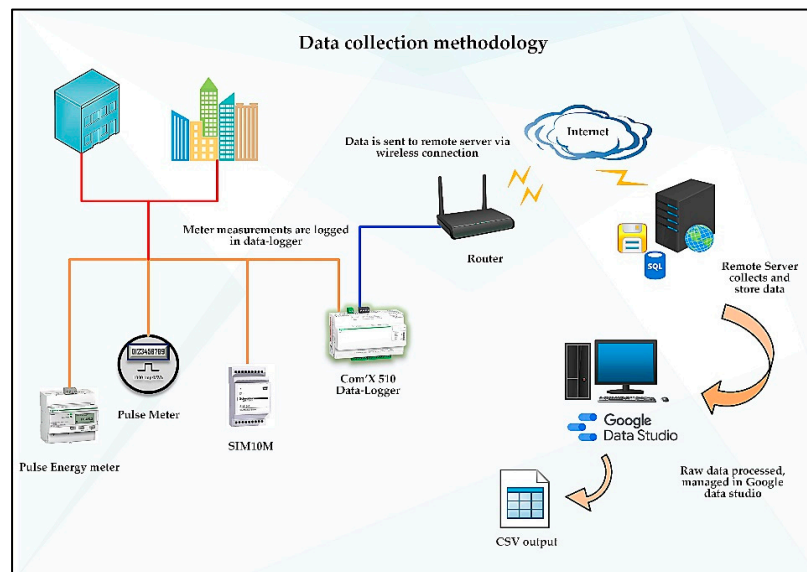 Data collection methodology
Internet
Data is sent to remote server via
wireless connection
Meter measurements are logged
in data-logger
Router
SQL
Remote Server
collects and
store data
0123456789
Pulse Meter
Pulse Energy meter
SIM10M
Com'X 510
Data-Logger
Google
Data Studio
Raw data processed,
managed in Google
data studio
CSV output